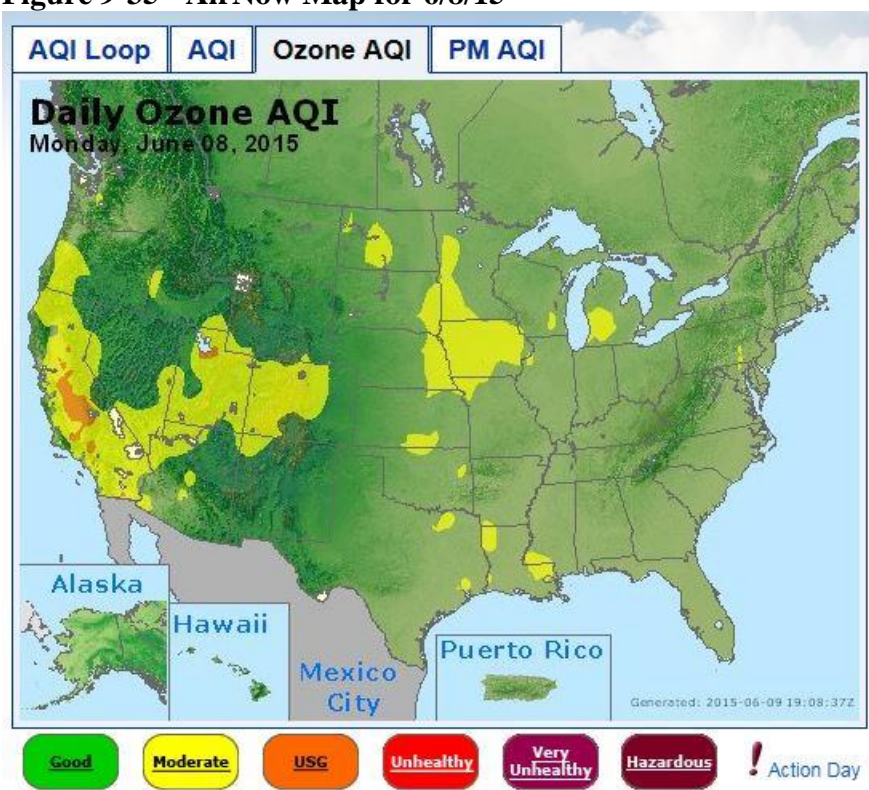 AQI Loop AQI Ozone AQI PM AQI
Daily Ozone AQI
Monday, June 08, 2015
Alaska
Hawaii
Mexico
City
Puerto Rico
Generated: 2015-06-09 19:08:37Z
Good Moderate USG Unhealthy Very Unhealthy Hazardous ! Action Day